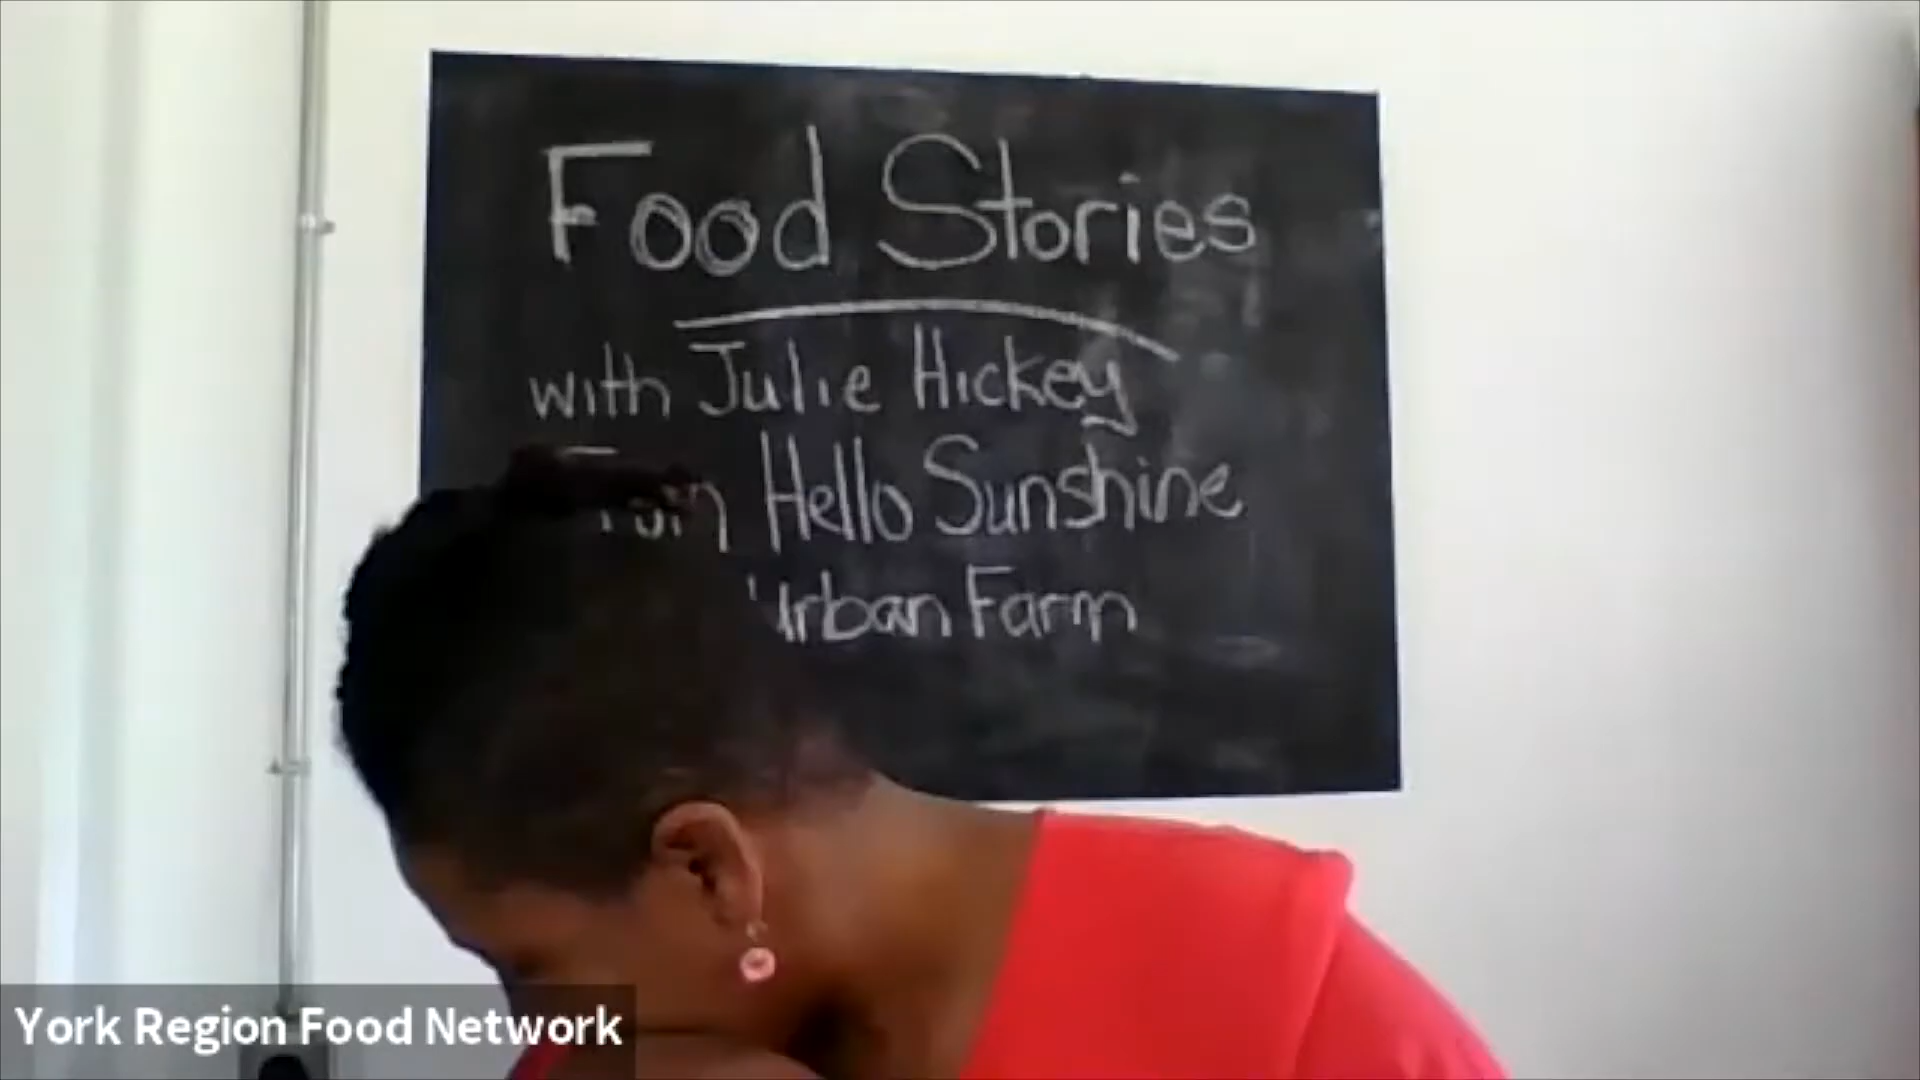 Food Stories
with Julie Hickey
Hello Sunshine
Urban Farm
York Region Food Network